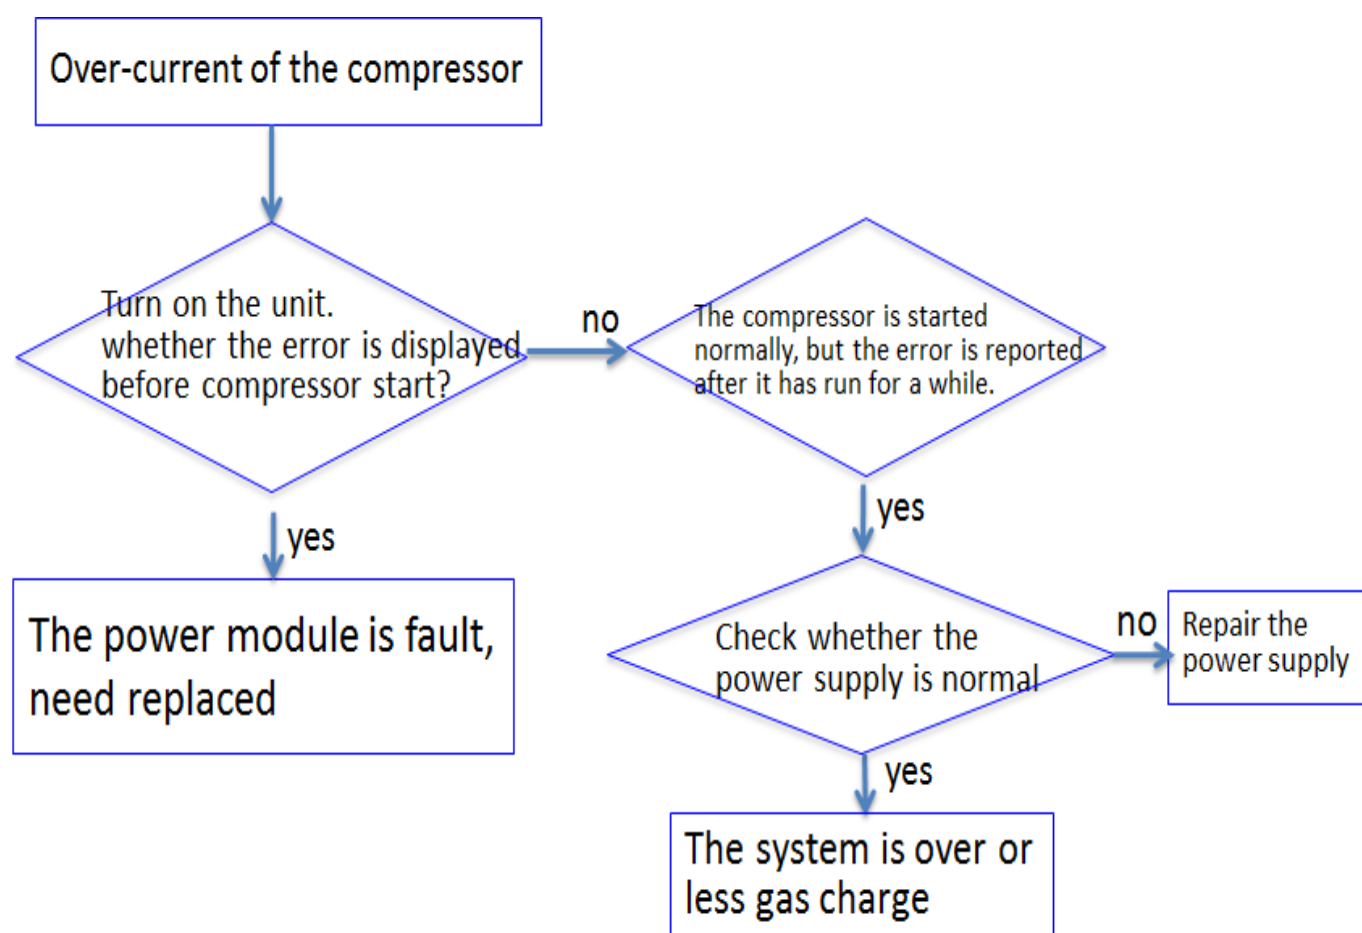 Over-current of the compressor
Turn on the unit.
whether the error is displayed
before compressor start?
no
The compressor is started
normally, but the error is reported
after it has run for a while.
yes
The power module is fault,
need replaced
yes
Check whether the
power supply is normal
no
Repair the
power supply
yes
The system is over or
less gas charge